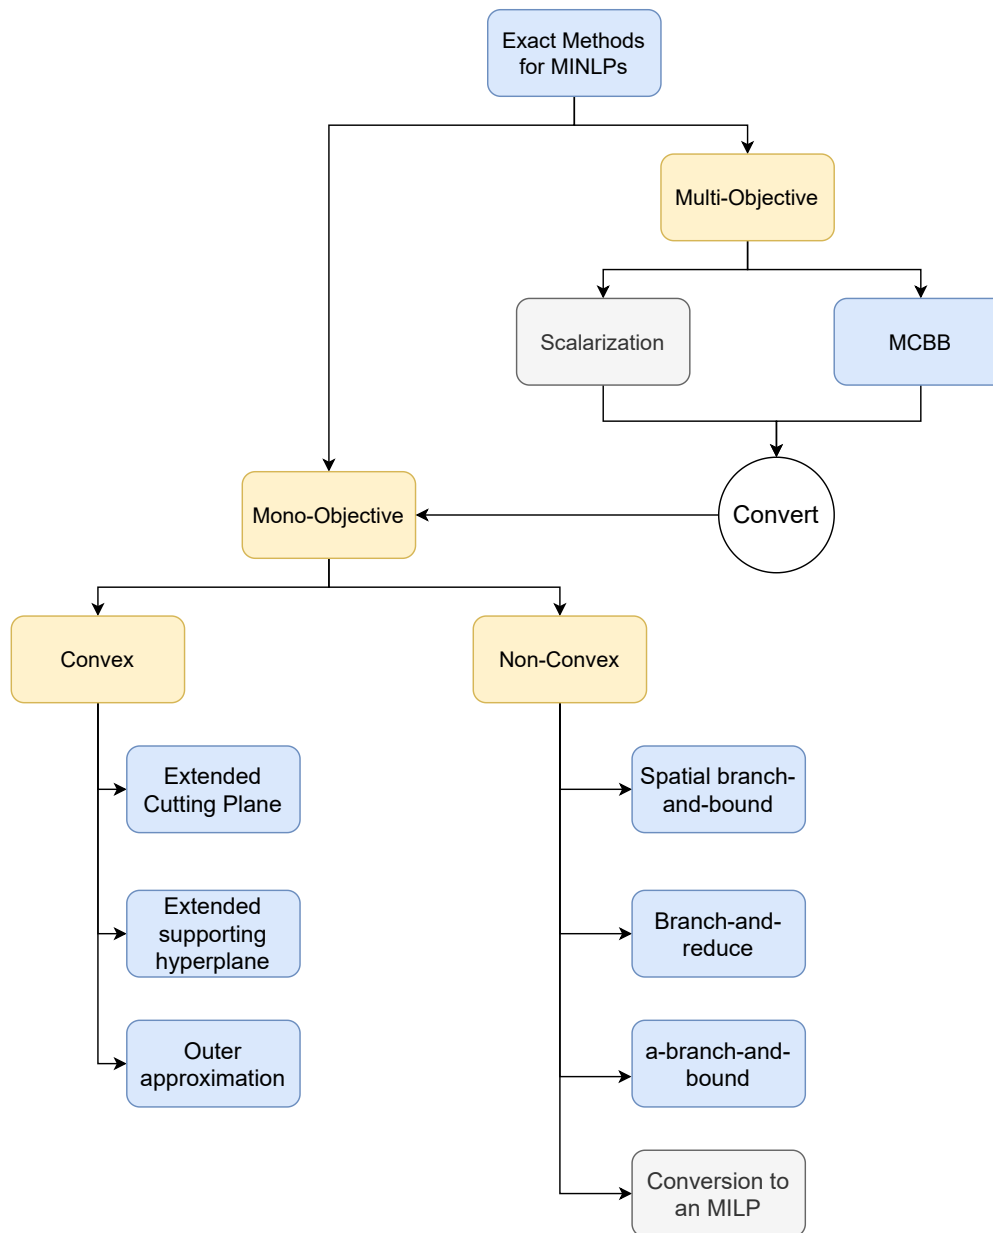 Exact Methods
for MINLPs
Multi-Objective
Scalarization
MCBB
Mono-Objective
Convert
Convex
Non-Convex
Extended
Cutting Plane
Spatial branch-
and-bound
Extended
supporting
hyperplane
Branch-and-
reduce
Outer
approximation
a-branch-and-
bound
Conversion to
an MILP